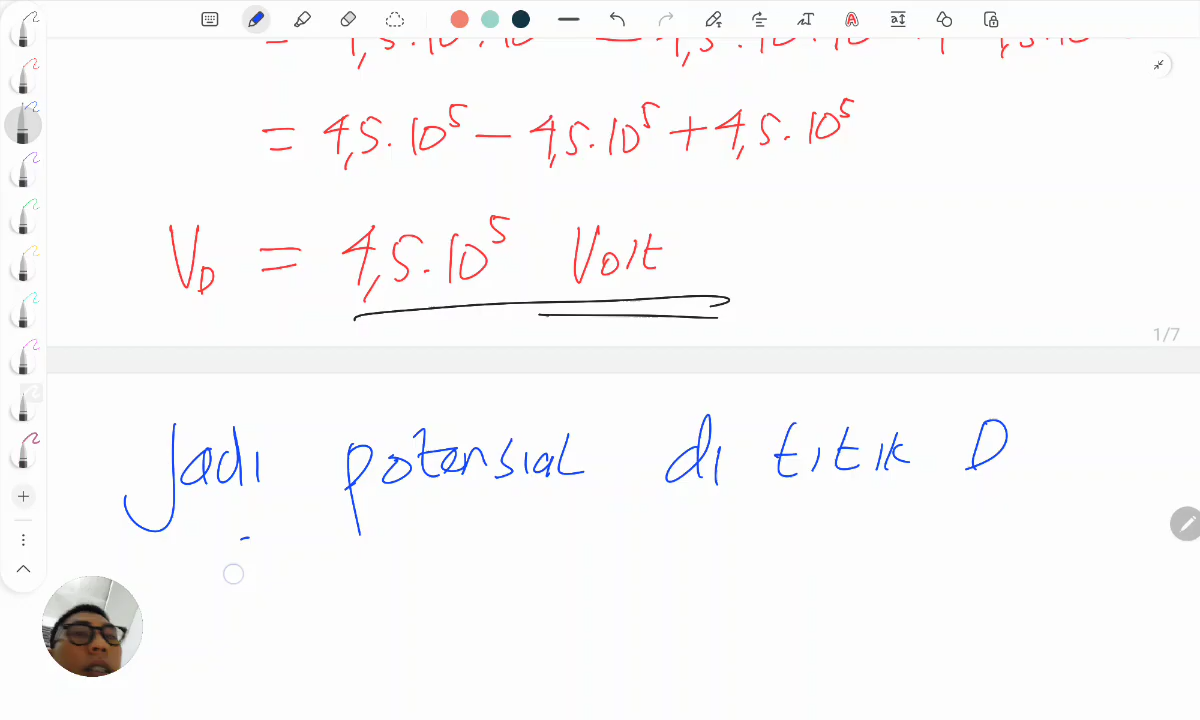 = 4,5.10⁵ – 4,5.10⁵ + 4,5.10⁵
V_D = 4,5.10⁵ Volt
1/7
Jadi potensial di titik D